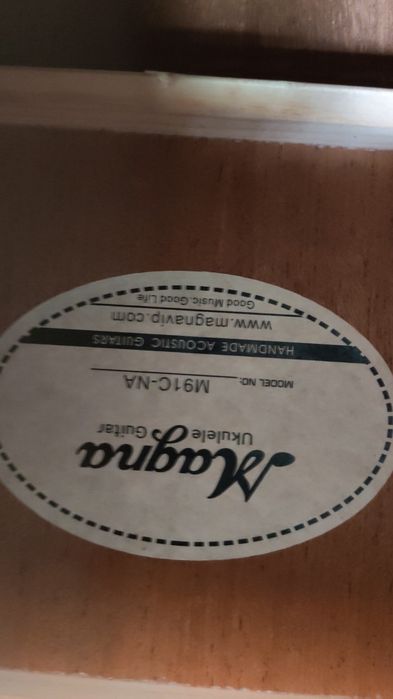 Magna
Ukulele Guitar
MODEL NO: M91C-NA
HANDMADE ACOUSTIC GUITARS
www.magnavip.com
Good Music.Good Life